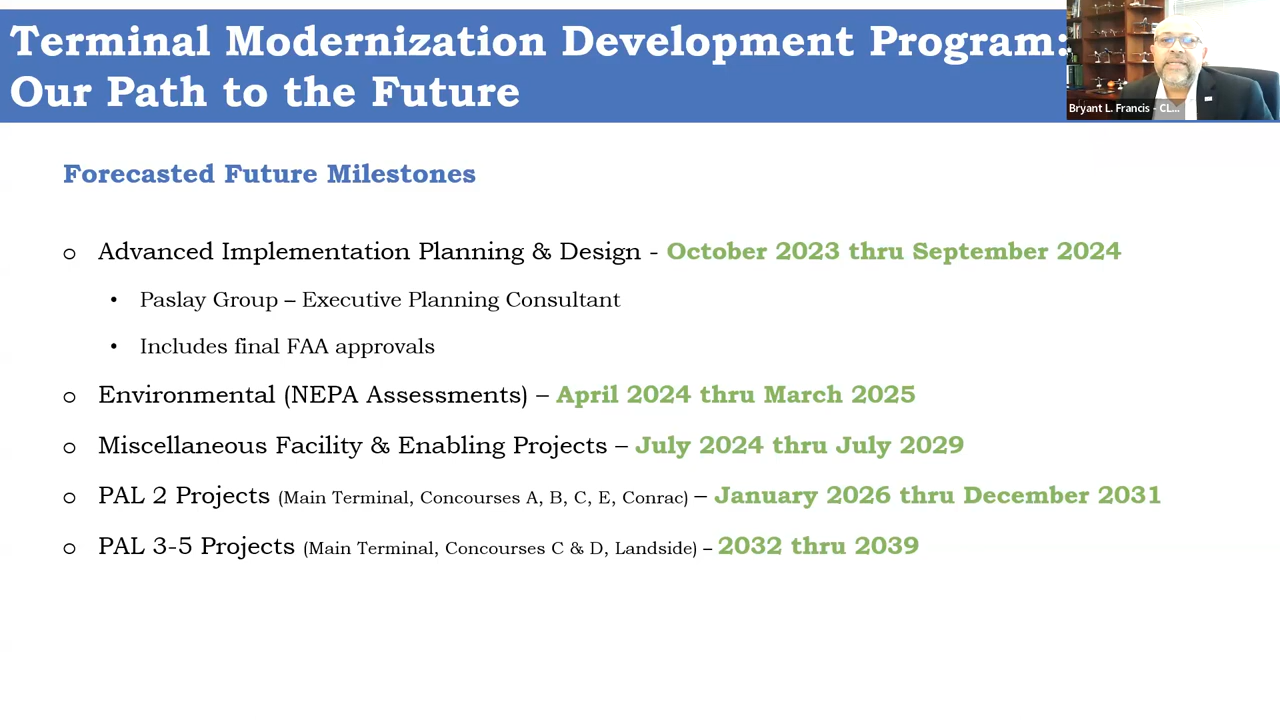 Terminal Modernization Development Program:
Our Path to the Future
Bryant L. Francis - CL...
Forecasted Future Milestones
o Advanced Implementation Planning & Design - October 2023 thru September 2024
• Paslay Group – Executive Planning Consultant
• Includes final FAA approvals
o Environmental (NEPA Assessments) – April 2024 thru March 2025
o Miscellaneous Facility & Enabling Projects – July 2024 thru July 2029
o PAL 2 Projects (Main Terminal, Concourses A, B, C, E, Conrac) – January 2026 thru December 2031
o PAL 3-5 Projects (Main Terminal, Concourses C & D, Landside) – 2032 thru 2039